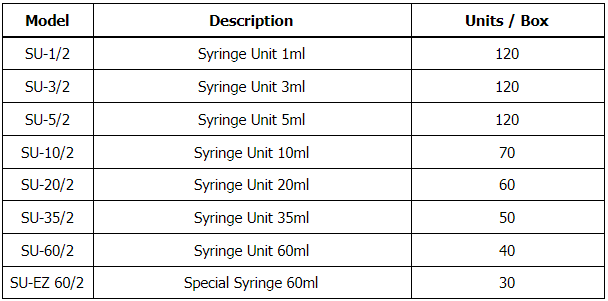 Model Description Units / Box
SU-1/2 Syringe Unit 1ml 120
SU-3/2 Syringe Unit 3ml 120
SU-5/2 Syringe Unit 5ml 120
SU-10/2 Syringe Unit 10ml 70
SU-20/2 Syringe Unit 20ml 60
SU-35/2 Syringe Unit 35ml 50
SU-60/2 Syringe Unit 60ml 40
SU-EZ 60/2 Special Syringe 60ml 30